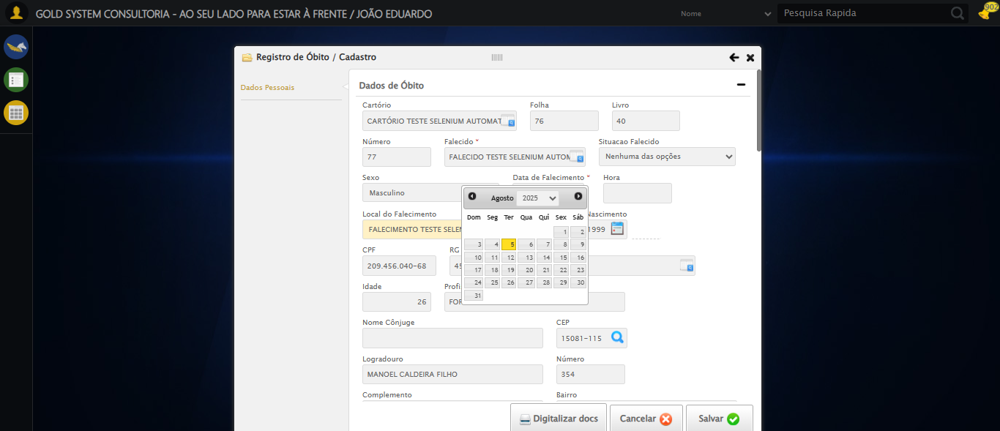 GOLD SYSTEM CONSULTORIA - AO SEU LADO PARA ESTAR À FRENTE / JOÃO EDUARDO
Nome
Pesquisa Rapida
902
Registro de Óbito / Cadastro
Dados Pessoais
Dados de Óbito
Cartório Folha Livro
CARTÓRIO TESTE SELENIUM AUTOMAT 76 40
Número Falecido * Situacao Falecido
77 FALECIDO TESTE SELENIUM AUTOM Nenhuma das opções
Sexo Data de Falecimento * Hora
Masculino
Agosto 2025
Local do Falecimento Nascimento
Dom Seg Ter Qua Qui Sex Sáb
FALECIMENTO TESTE SELEN 1999
1 2
3 4 5 6 7 8 9
10 11 12 13 14 15 16
17 18 19 20 21 22 23
24 25 26 27 28 29 30
31
CPF RG
209.456.040-68 45
Idade Profi
26 FOR
Nome Cônjuge CEP
15081-115
Logradouro Número
MANOEL CALDEIRA FILHO 354
Complemento Bairro
Digitalizar docs Cancelar Salvar